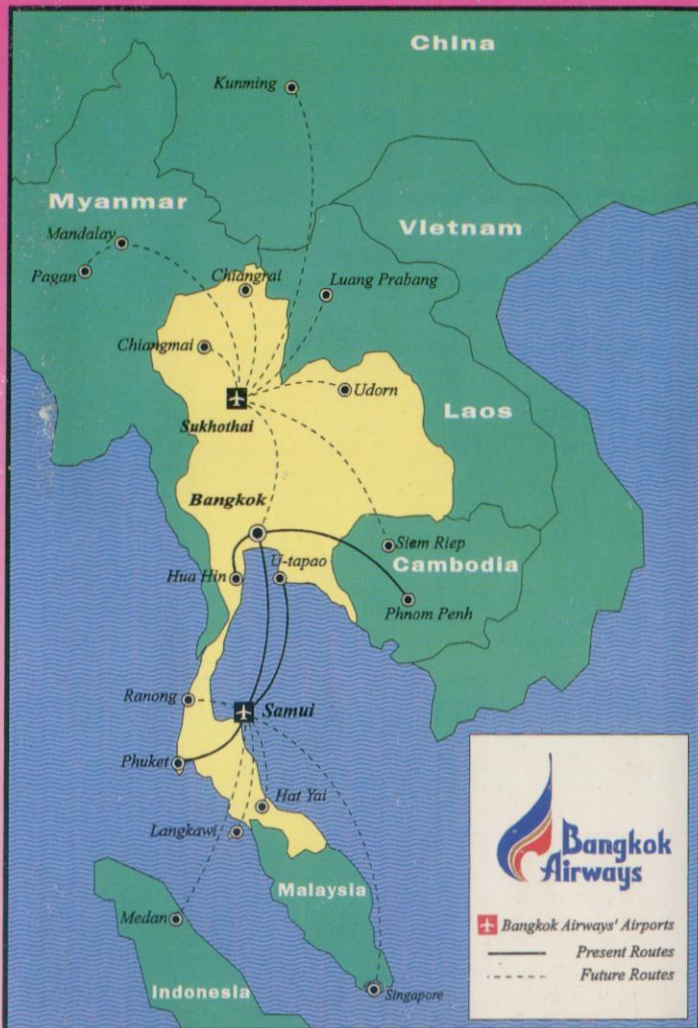 China
Kunming
Myanmar
Vietnam
Mandalay
Pagan
Chiangrai
Luang Prabang
Chiangmai
Udorn
Laos
Sukhothai
Bangkok
Siem Riep
U-tapao
Cambodia
Hua Hin
Phnom Penh
Ranong
Samui
Phuket
Hat Yai
Langkawi
Malaysia
Medan
Indonesia
Singapore
Bangkok
Airways
Bangkok Airways' Airports
Present Routes
Future Routes